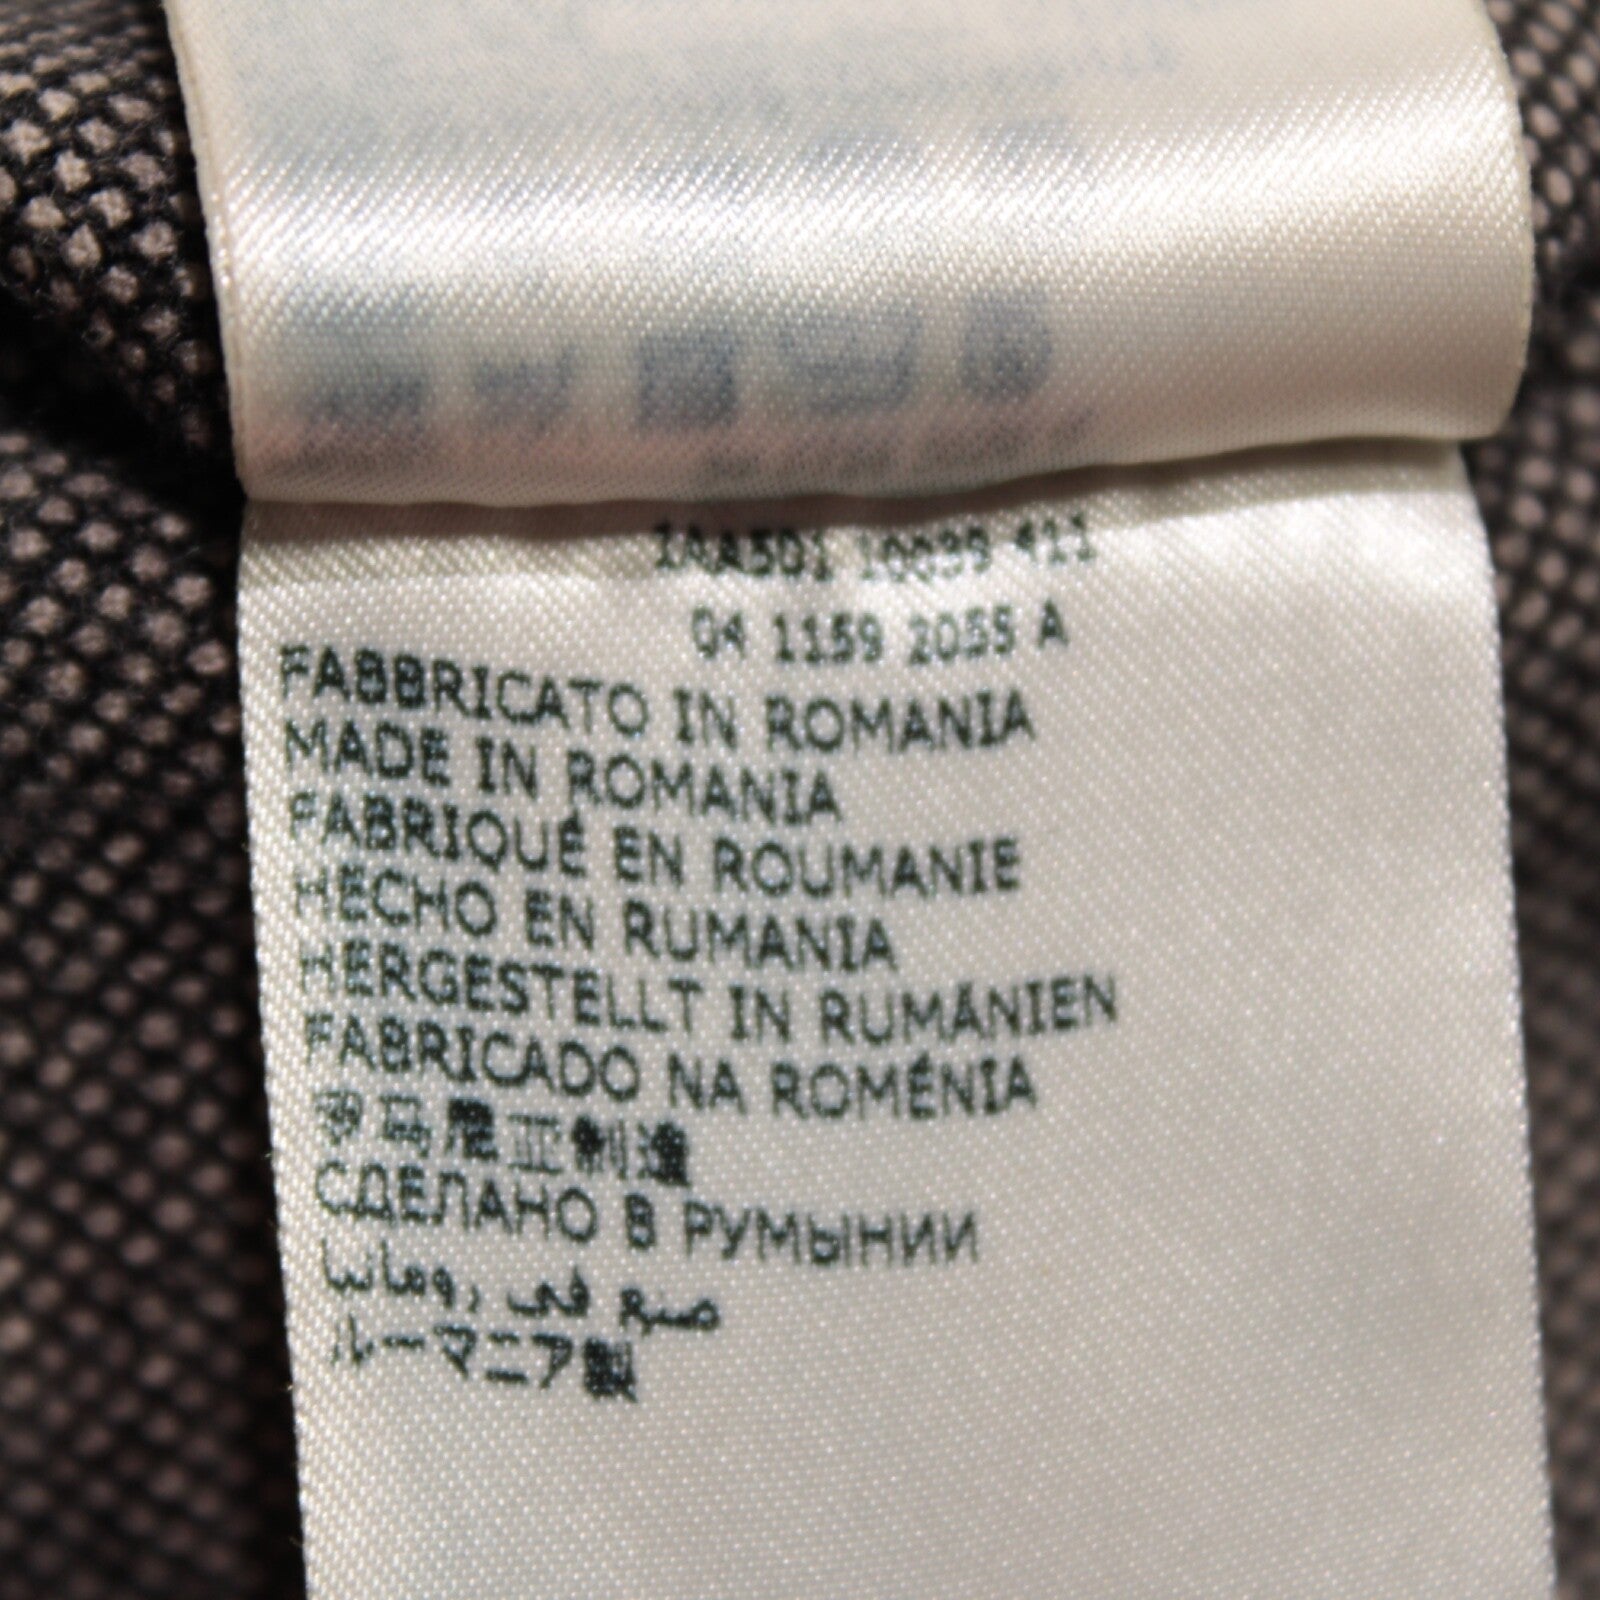 1AA501 10099 411
04 1159 2055 A
FABBRICATO IN ROMANIA
MADE IN ROMANIA
FABRIQUÉ EN ROUMANIE
HECHO EN RUMANIA
HERGESTELLT IN RUMÄNIEN
FABRICADO NA ROMÉNIA
罗马尼亚制造
СДЕЛАНО В РУМЫНИИ
صنع في رومانيا
ルーマニア製